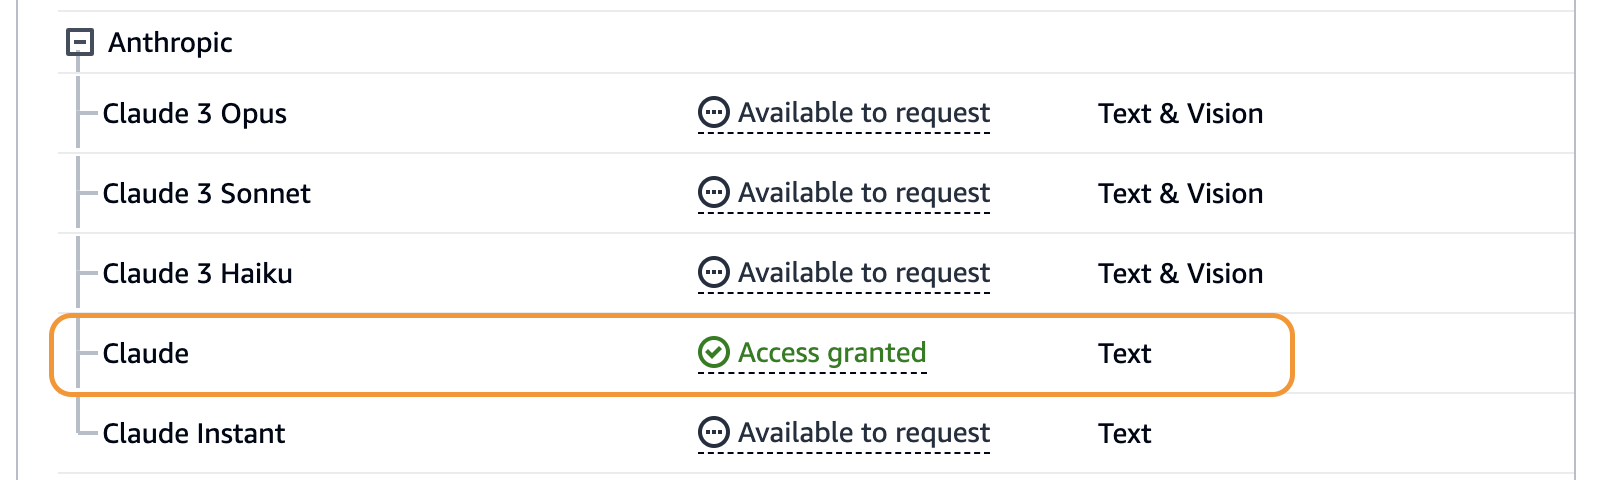 Anthropic
Claude 3 Opus Available to request Text & Vision
Claude 3 Sonnet Available to request Text & Vision
Claude 3 Haiku Available to request Text & Vision
Claude Access granted Text
Claude Instant Available to request Text